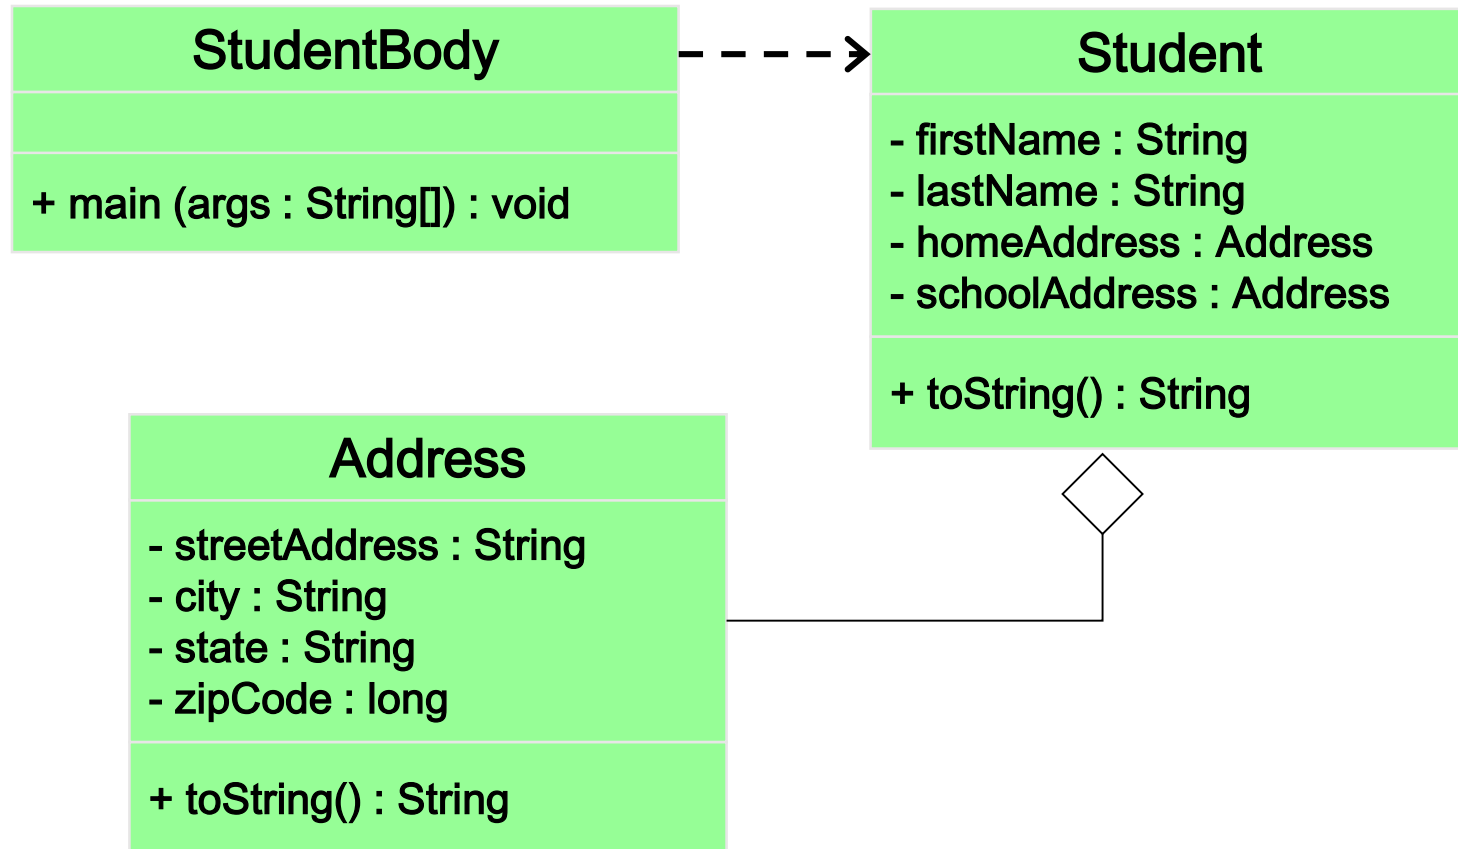 StudentBody
+ main (args : String[]) : void
Student
- firstName : String
- lastName : String
- homeAddress : Address
- schoolAddress : Address
+ toString() : String
Address
- streetAddress : String
- city : String
- state : String
- zipCode : long
+ toString() : String